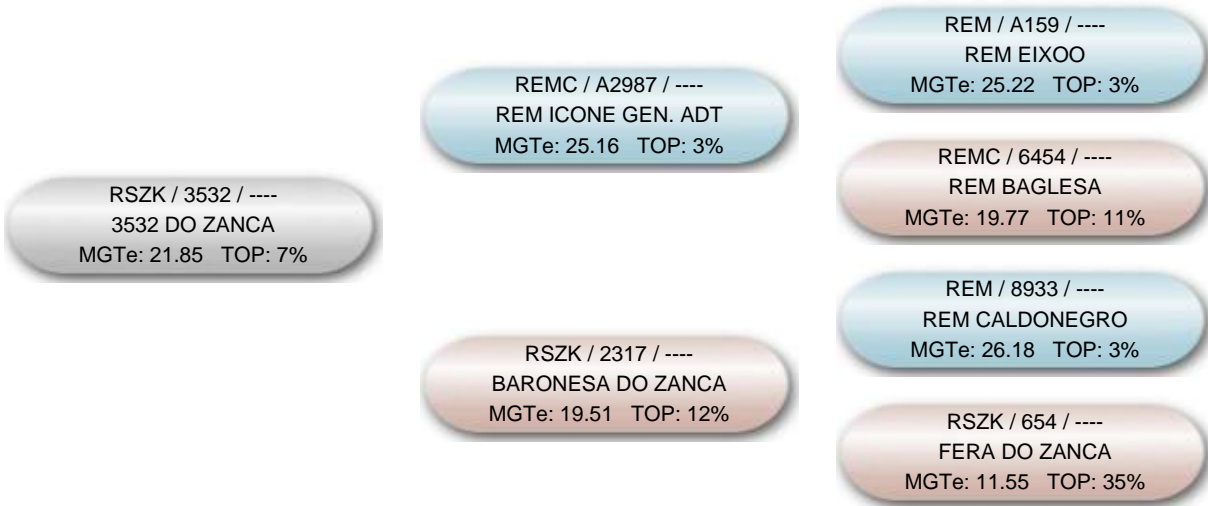 REM / A159 / ----
REM EIXOO
MGTe: 25.22 TOP: 3%
REMC / A2987 / ----
REM ICONE GEN. ADT
MGTe: 25.16 TOP: 3%
REMC / 6454 / ----
REM BAGLESA
MGTe: 19.77 TOP: 11%
RSZK / 3532 / ----
3532 DO ZANCA
MGTe: 21.85 TOP: 7%
REM / 8933 / ----
REM CALDONEGRO
MGTe: 26.18 TOP: 3%
RSZK / 2317 / ----
BARONESA DO ZANCA
MGTe: 19.51 TOP: 12%
RSZK / 654 / ----
FERA DO ZANCA
MGTe: 11.55 TOP: 35%